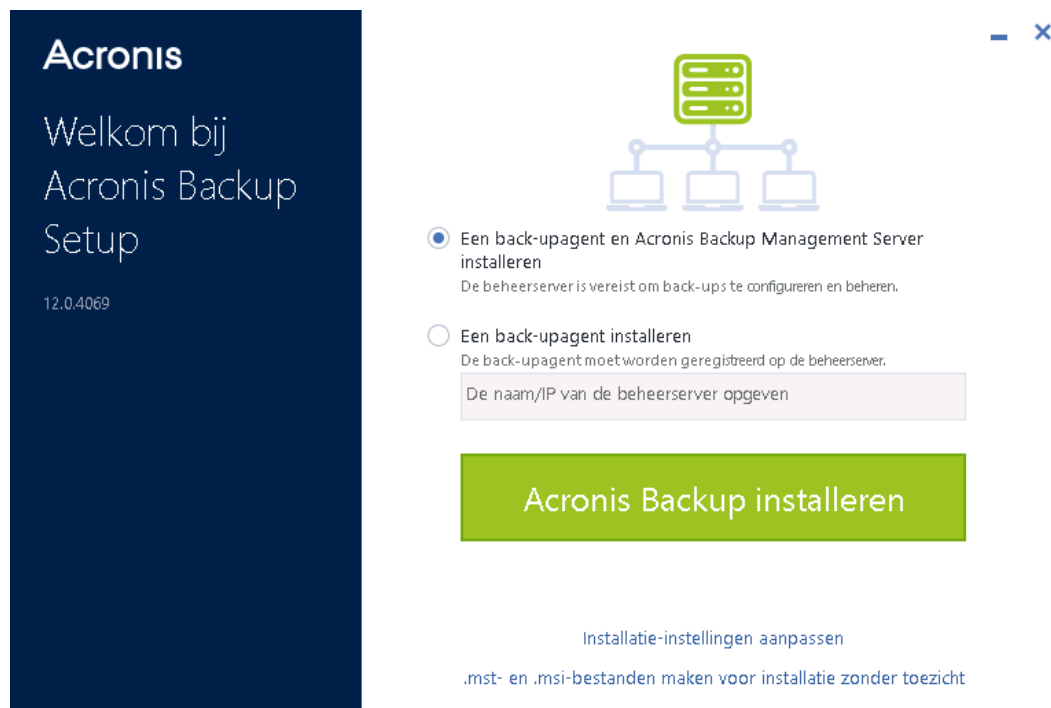 Acronis
Welkom bij
Acronis Backup
Setup
12.0.4069
Een back-upagent en Acronis Backup Management Server
installeren
De beheerserver is vereist om back-ups te configureren en beheren.
Een back-upagent installeren
De back-upagent moet worden geregistreerd op de beheerserver.
De naam/IP van de beheerserver opgeven
Acronis Backup installeren
Installatie-instellingen aanpassen
.mst- en .msi-bestanden maken voor installatie zonder toezicht